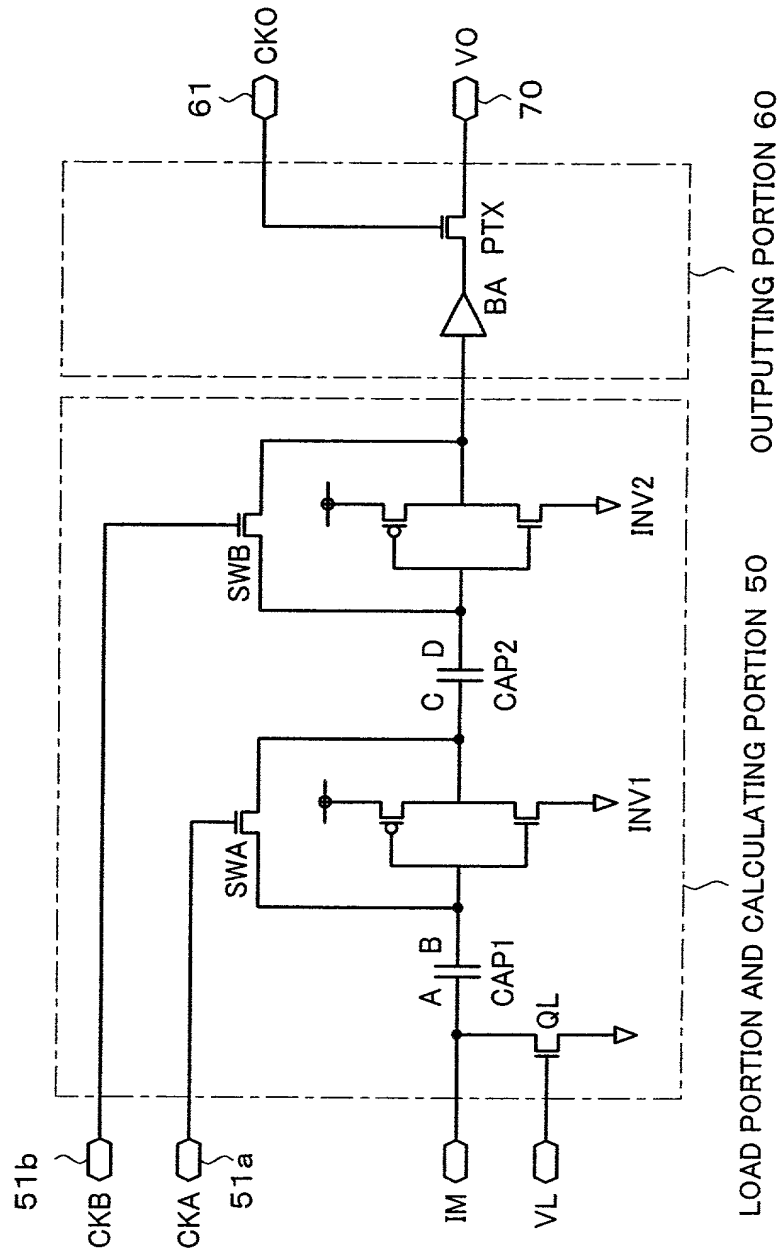 51b
CKB
CKA
51a
IM
VL
SWA
A
B
CAP1
QL
INV1
SWB
C
D
CAP2
INV2
BA
PTX
61
CKO
VO
70
LOAD PORTION AND CALCULATING PORTION 50
OUTPUTTING PORTION 60